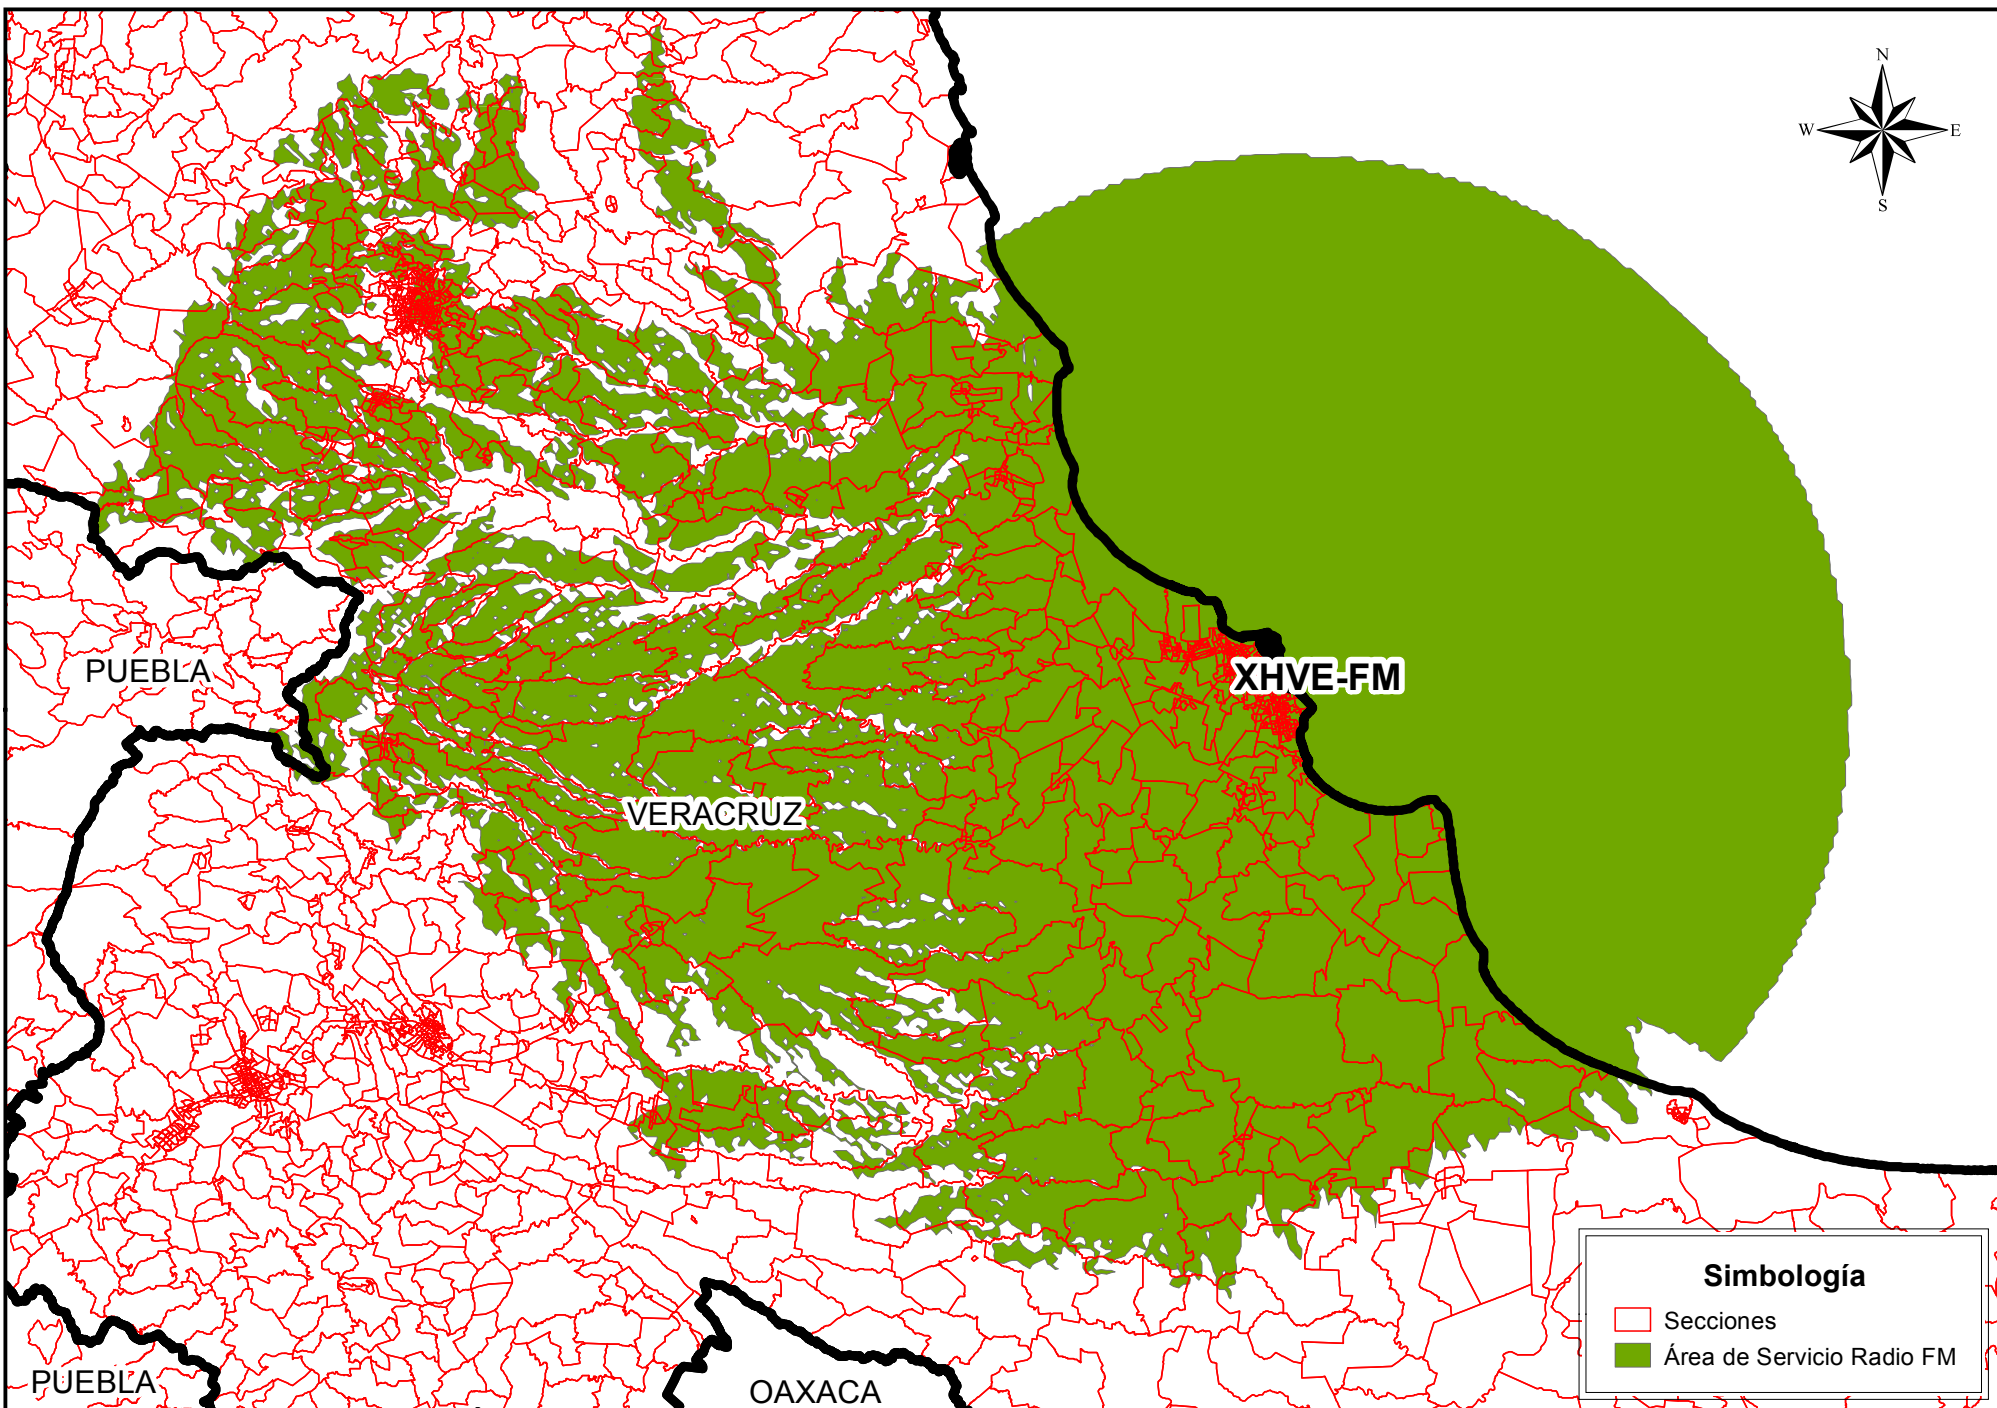 N
W E
S
PUEBLA
XHVE-FM
VERACRUZ
Simbología
Secciones
Área de Servicio Radio FM
PUEBLA
OAXACA